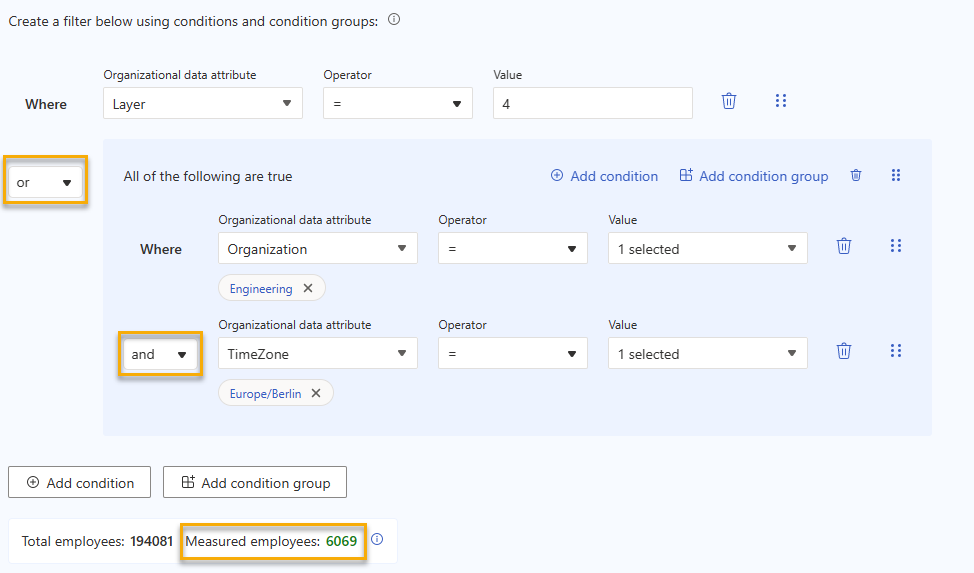 Create a filter below using conditions and condition groups:
Organizational data attribute Operator Value
Where Layer = 4
or All of the following are true Add condition Add condition group
Organizational data attribute Operator Value
Where Organization = 1 selected
Engineering
Organizational data attribute Operator Value
and TimeZone = 1 selected
Europe/Berlin
Add condition Add condition group
Total employees: 194081 Measured employees: 6069